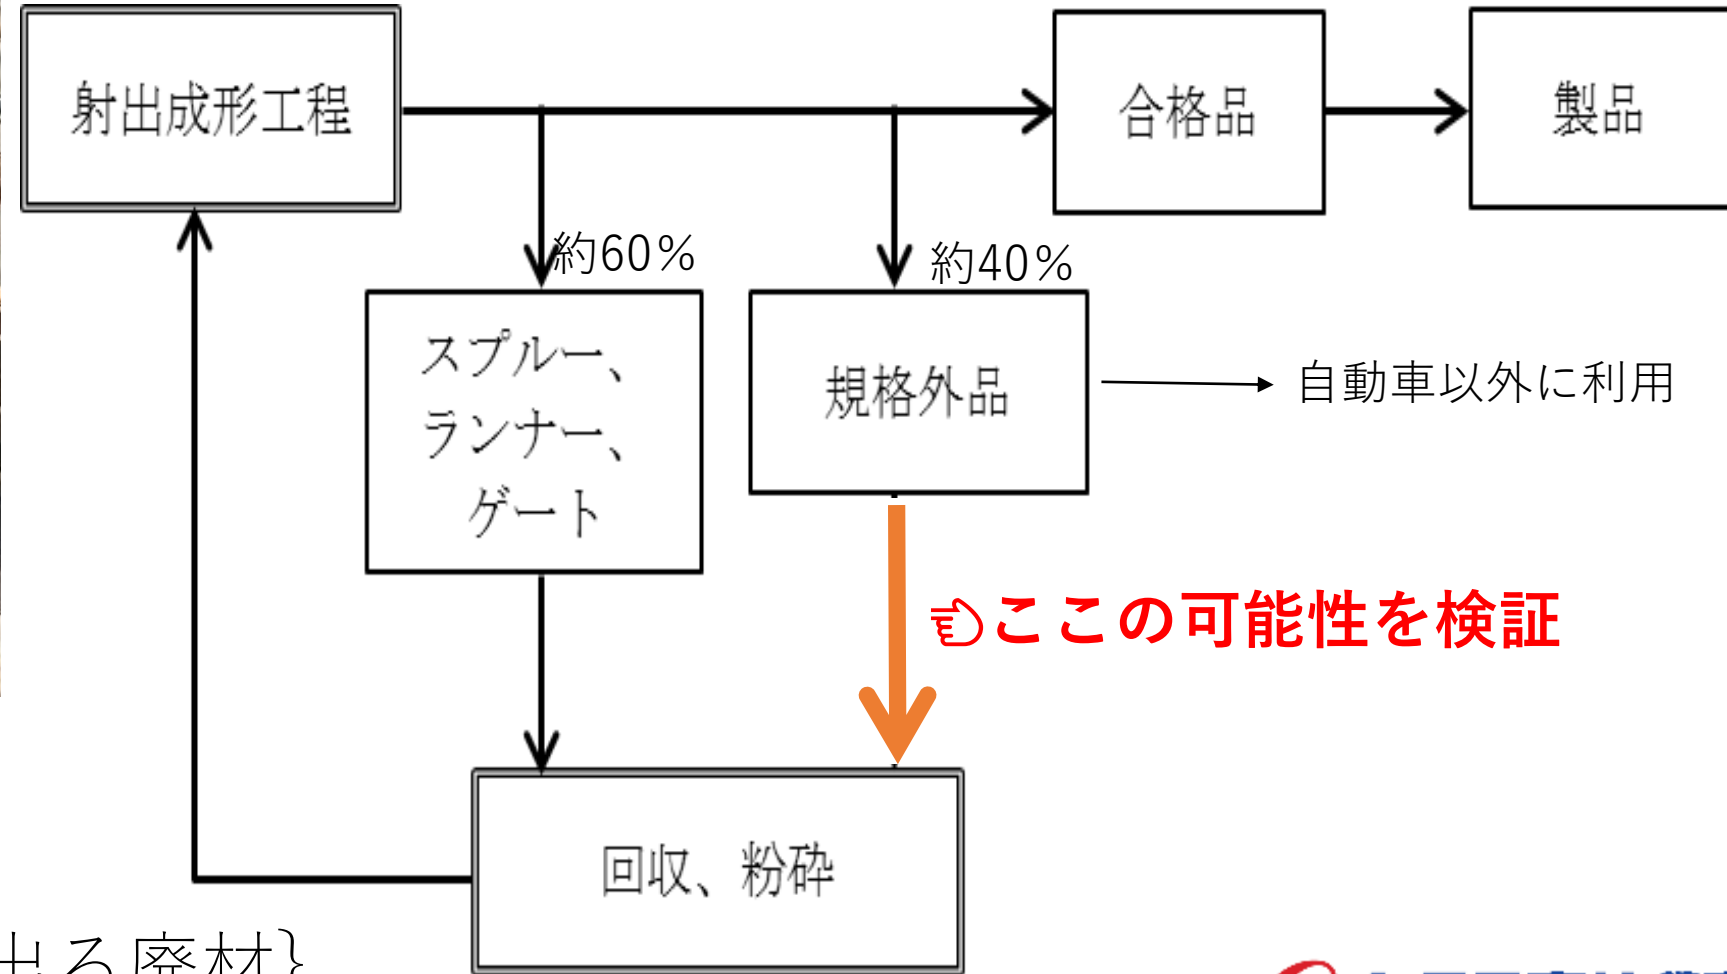 射出成形工程
合格品
製品
約60%
約40%
スプルー、
ランナー、
ゲート
規格外品
自動車以外に利用
ここの可能性を検証
回収、粉砕
出る廃材}